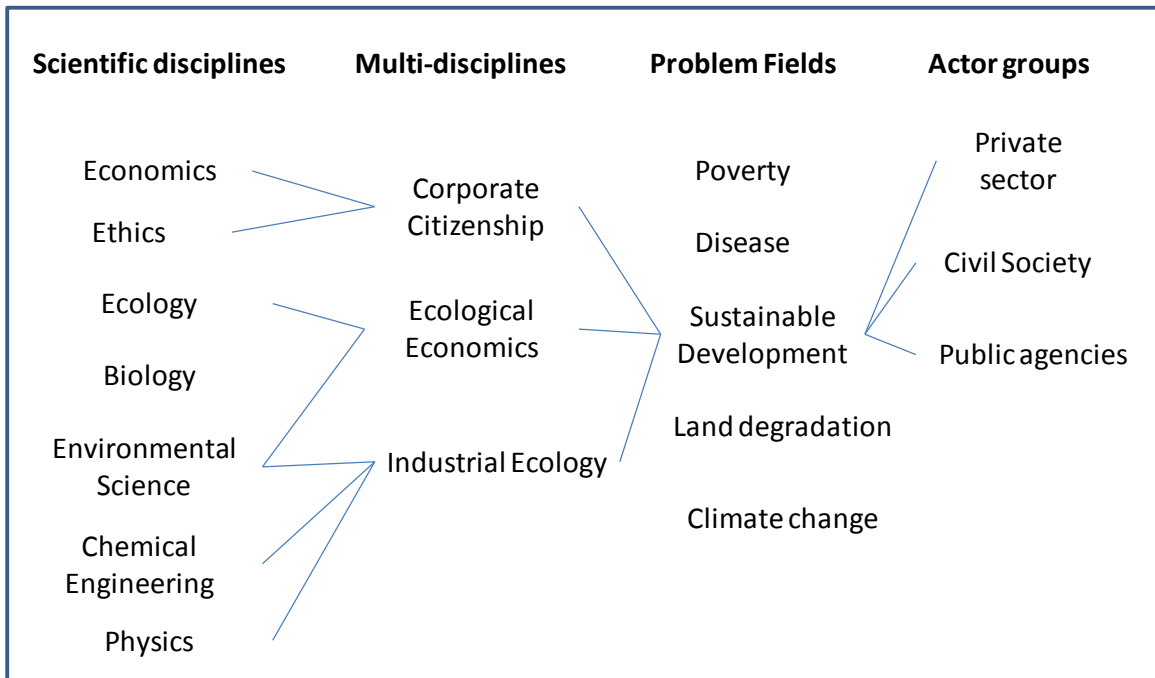 Scientific disciplines
Multi-disciplines
Problem Fields
Actor groups
Economics
Ethics
Ecology
Biology
Environmental
Science
Chemical
Engineering
Physics
Corporate
Citizenship
Ecological
Economics
Industrial Ecology
Poverty
Disease
Sustainable
Development
Land degradation
Climate change
Private
sector
Civil Society
Public agencies